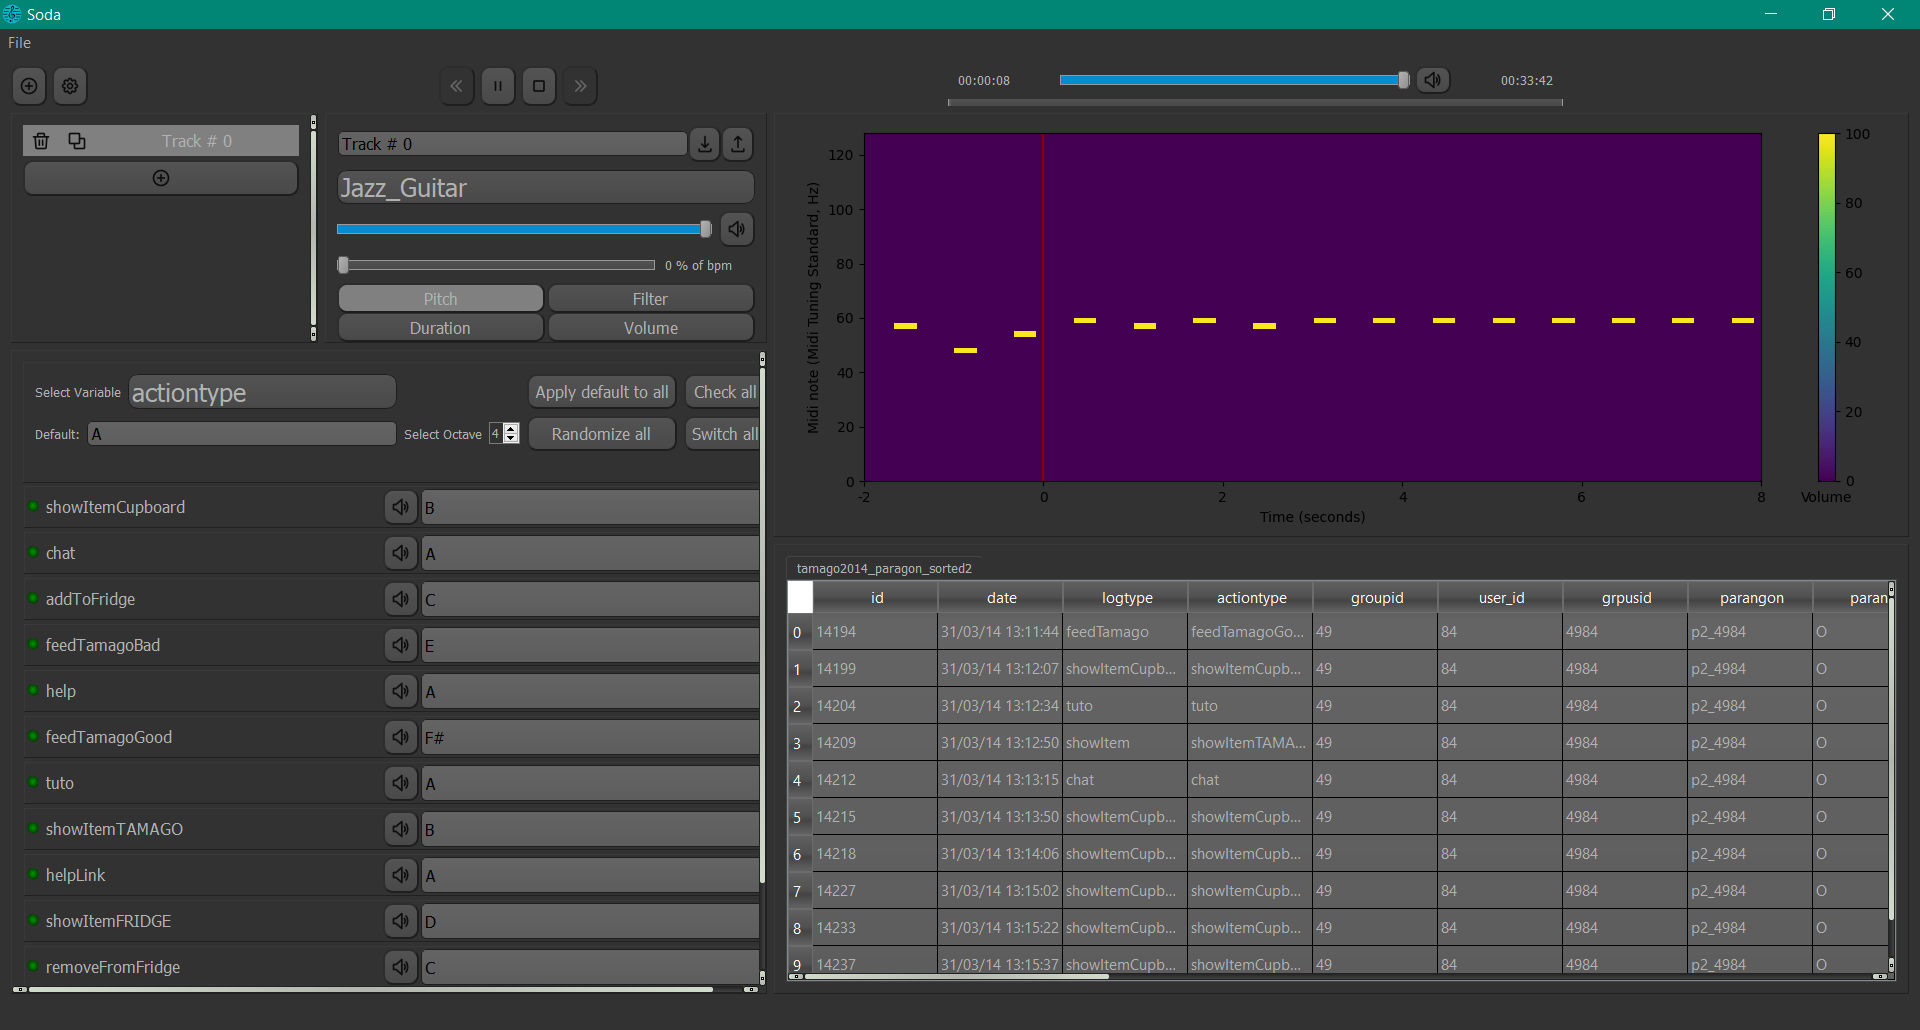 Soda
File
00:00:08
00:33:42
Track # 0
Track # 0
Jazz_Guitar
0 % of bpm
Pitch
Filter
Duration
Volume
Select Variable
actiontype
Apply default to all
Check all
Default:
A
Select Octave
4
Randomize all
Switch all
showItemCupboard
B
chat
A
addToFridge
C
feedTamagoBad
E
help
A
feedTamagoGood
F#
tuto
A
showItemTAMAGO
B
helpLink
A
showItemFRIDGE
D
removeFromFridge
C
Midi note (Midi Tuning Standard, Hz)
120
100
80
60
40
20
0
-2 0 2 4 6 8
Time (seconds)
100
80
60
40
20
0
Volume
tamago2014_paragon_sorted2
id date logtype actiontype groupid user_id grpusid parangon paran
0 14194 31/03/14 13:11:44 feedTamago feedTamagoGo... 49 84 4984 p2_4984 O
1 14199 31/03/14 13:12:07 showItemCupb... showItemCupb... 49 84 4984 p2_4984 O
2 14204 31/03/14 13:12:34 tuto tuto 49 84 4984 p2_4984 O
3 14209 31/03/14 13:12:50 showItem showItemTAMA... 49 84 4984 p2_4984 O
4 14212 31/03/14 13:13:15 chat chat 49 84 4984 p2_4984 O
5 14215 31/03/14 13:13:50 showItemCupb... showItemCupb... 49 84 4984 p2_4984 O
6 14218 31/03/14 13:14:06 showItemCupb... showItemCupb... 49 84 4984 p2_4984 O
7 14227 31/03/14 13:15:02 showItemCupb... showItemCupb... 49 84 4984 p2_4984 O
8 14233 31/03/14 13:15:22 showItemCupb... showItemCupb... 49 84 4984 p2_4984 O
9 14237 31/03/14 13:15:37 showItemCupb... showItemCupb... 49 84 4984 p2_4984 O